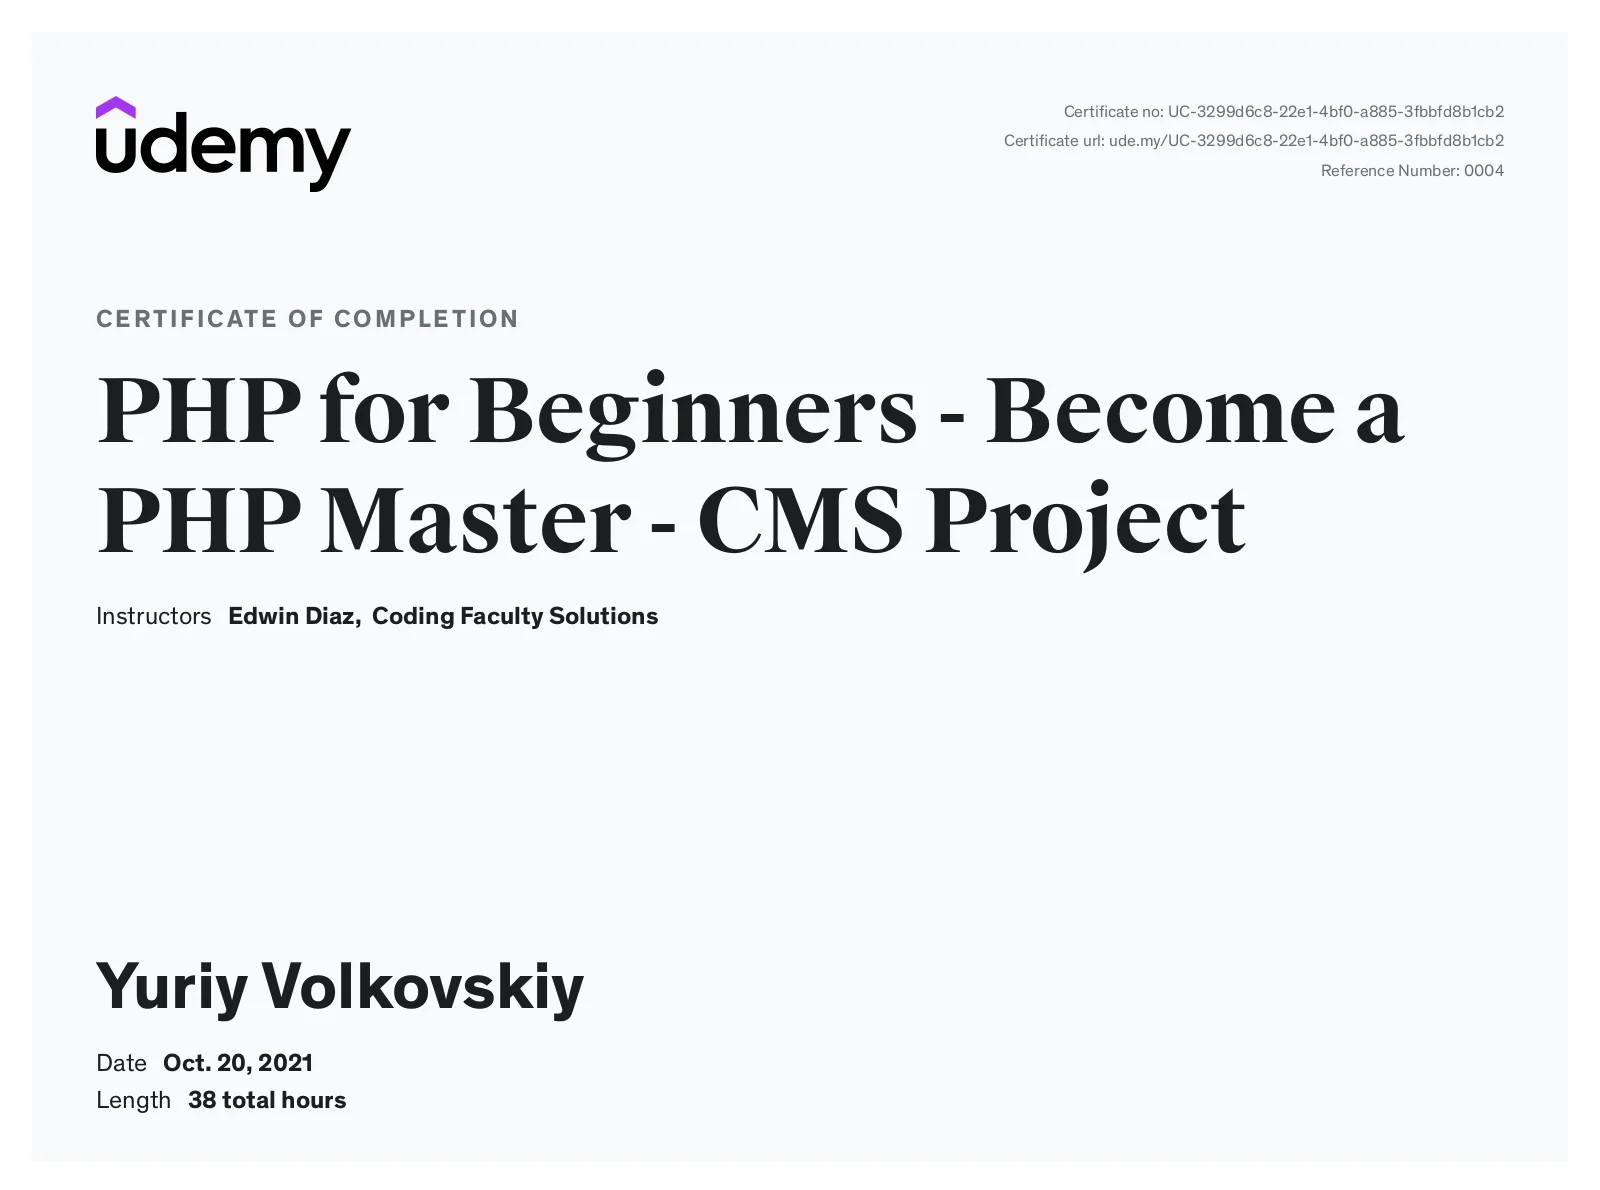 udemy
Certificate no: UC-3299d6c8-22e1-4bf0-a885-3fbbfd8b1cb2
Certificate url: ude.my/UC-3299d6c8-22e1-4bf0-a885-3fbbfd8b1cb2
Reference Number: 0004
CERTIFICATE OF COMPLETION
PHP for Beginners - Become a
PHP Master - CMS Project
Instructors Edwin Diaz, Coding Faculty Solutions
Yuriy Volkovskiy
Date Oct. 20, 2021
Length 38 total hours